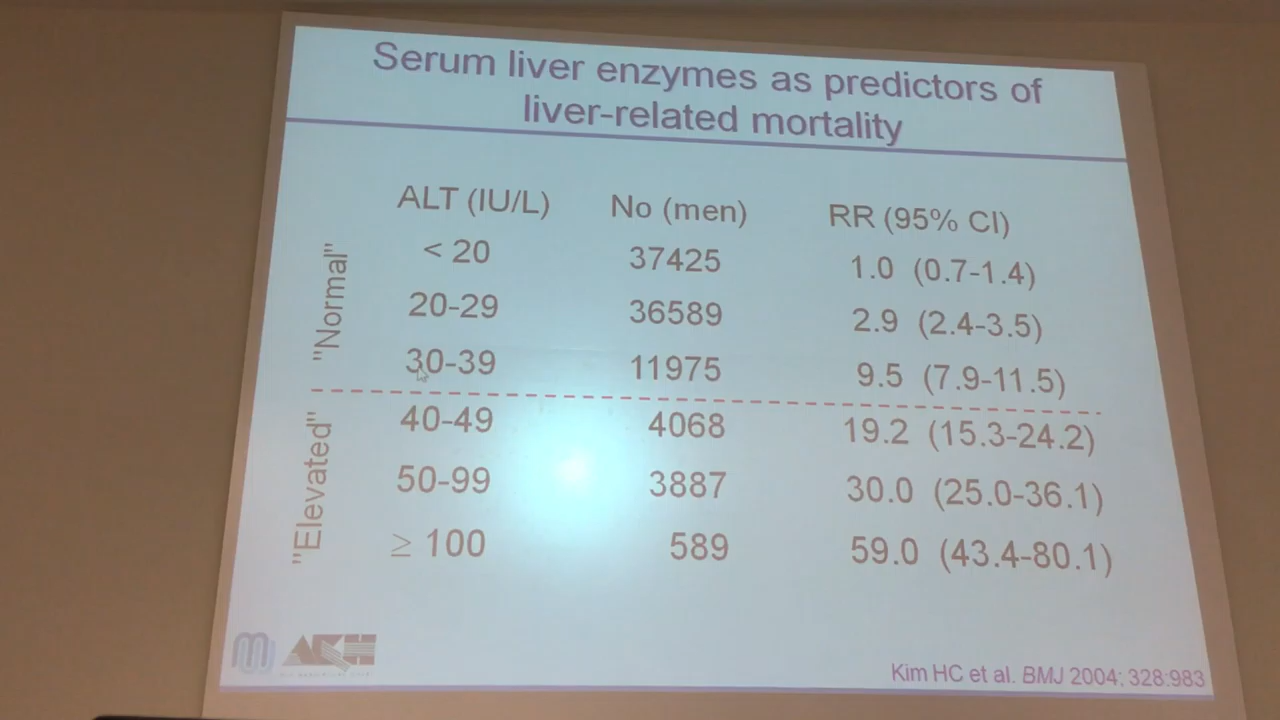 Serum liver enzymes as predictors of
liver-related mortality
ALT (IU/L) No (men) RR (95% CI)
"Normal"
< 20 37425 1.0 (0.7-1.4)
20-29 36589 2.9 (2.4-3.5)
30-39 11975 9.5 (7.9-11.5)
"Elevated"
40-49 4068 19.2 (15.3-24.2)
50-99 3887 30.0 (25.0-36.1)
≥ 100 589 59.0 (43.4-80.1)
AKH
Kim HC et al. BMJ 2004; 328:983